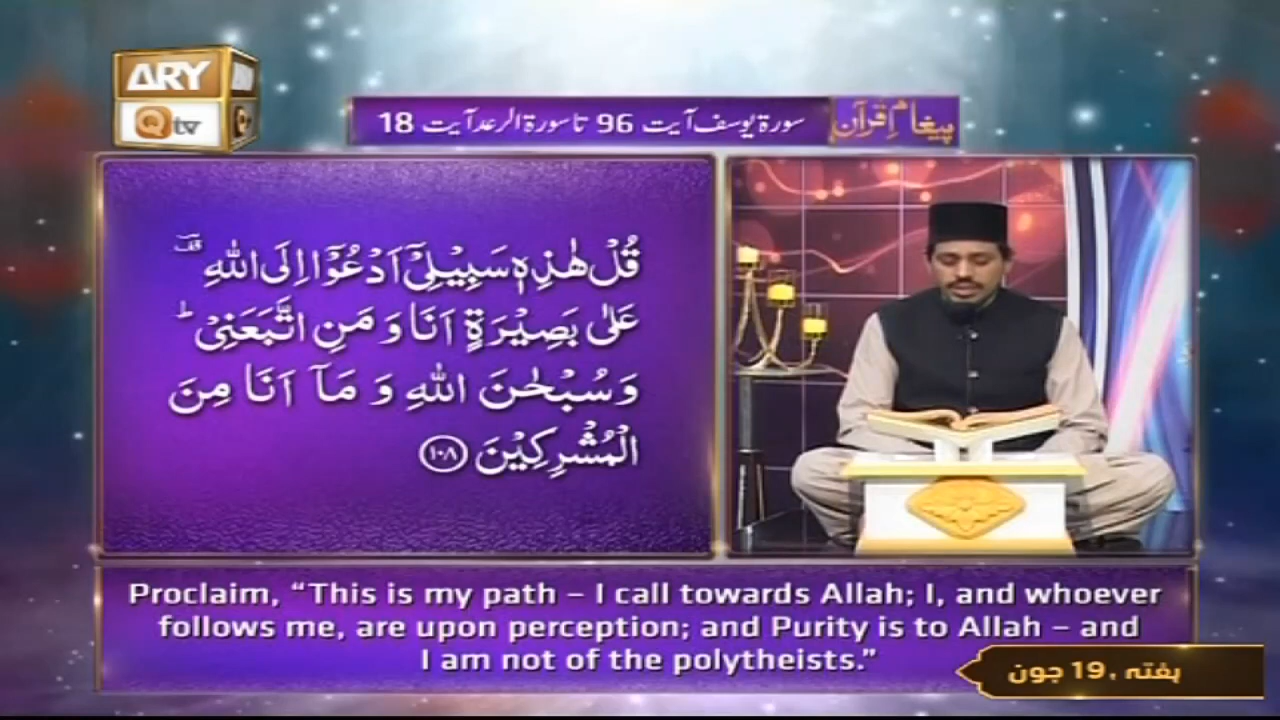 ARY
Qtv
پیغامِ قرآن
سورۃ یوسف آیت 96 تا سورۃ الرعد آیت 18
قُلْ هٰذِهٖ سَبِیْلِیْۤ اَدْعُوْۤا اِلَى اللّٰهِ ؔ۫
عَلٰى بَصِیْرَةٍ اَنَا وَ مَنِ اتَّبَعَنِیْؕ
وَ سُبْحٰنَ اللّٰهِ وَ مَاۤ اَنَا مِنَ
الْمُشْرِكِیْنَ ۱۰۸
Proclaim, “This is my path – I call towards Allah; I, and whoever
follows me, are upon perception; and Purity is to Allah – and
I am not of the polytheists.”
ہفتہ ، 19 جون